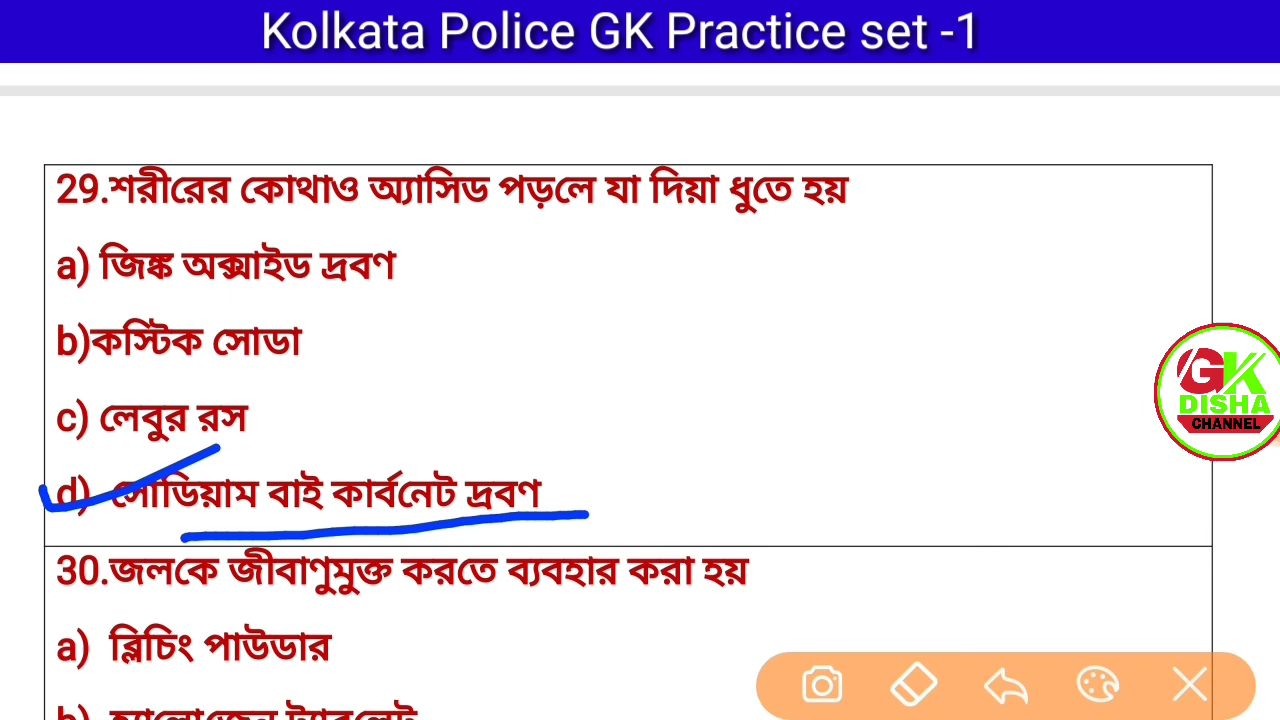 Kolkata Police GK Practice set -1
29.শরীরের কোথাও অ্যাসিড পড়লে যা দিয়া ধুতে হয়
a) জিঙ্ক অক্সাইড দ্রবণ
b)কস্টিক সোডা
c) লেবুর রস
d) সোডিয়াম বাই কার্বনেট দ্রবণ
GK
DISHA
CHANNEL
30.জলকে জীবাণুমুক্ত করতে ব্যবহার করা হয়
a) ব্লিচিং পাউডার
b) হ্যালোজেন ট্যাবলেট